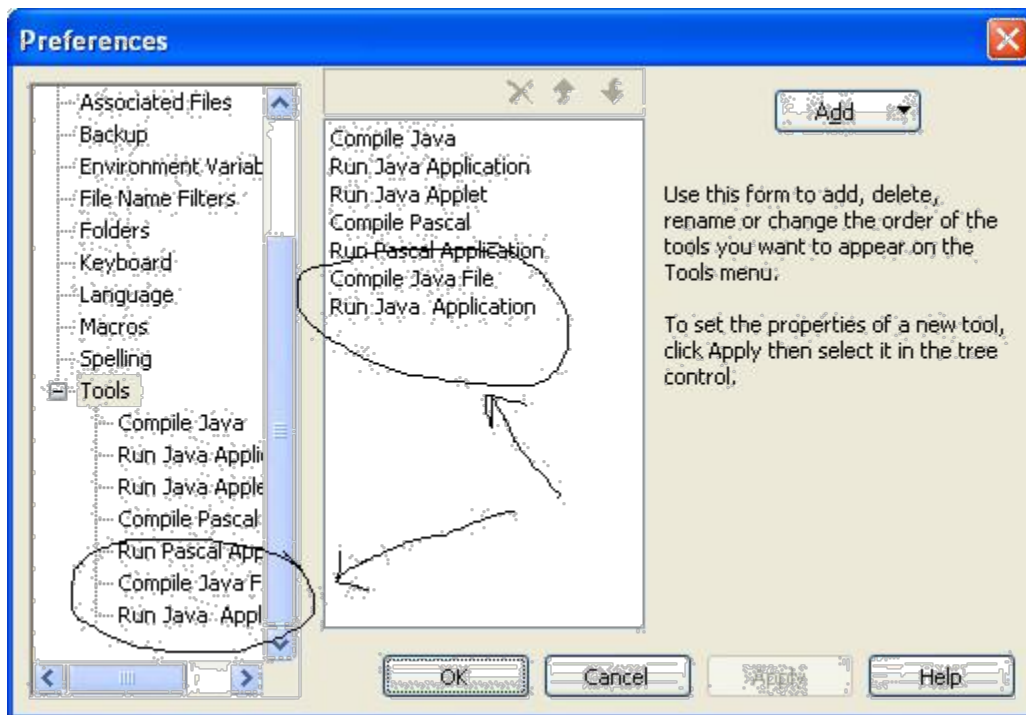 Preferences
Associated Files
Backup
Environment Variab
File Name Filters
Folders
Keyboard
Language
Macros
Spelling
Tools
Compile Java
Run Java Appli
Run Java Apple
Compile Pascal
Run Pascal App
Compile Java F
Run Java Appl
Compile Java
Run Java Application
Run Java Applet
Compile Pascal
Run Pascal Application
Compile Java File
Run Java Application
Add
Use this form to add, delete,
rename or change the order of the
tools you want to appear on the
Tools menu.
To set the properties of a new tool,
click Apply then select it in the tree
control.
OK
Cancel
Apply
Help